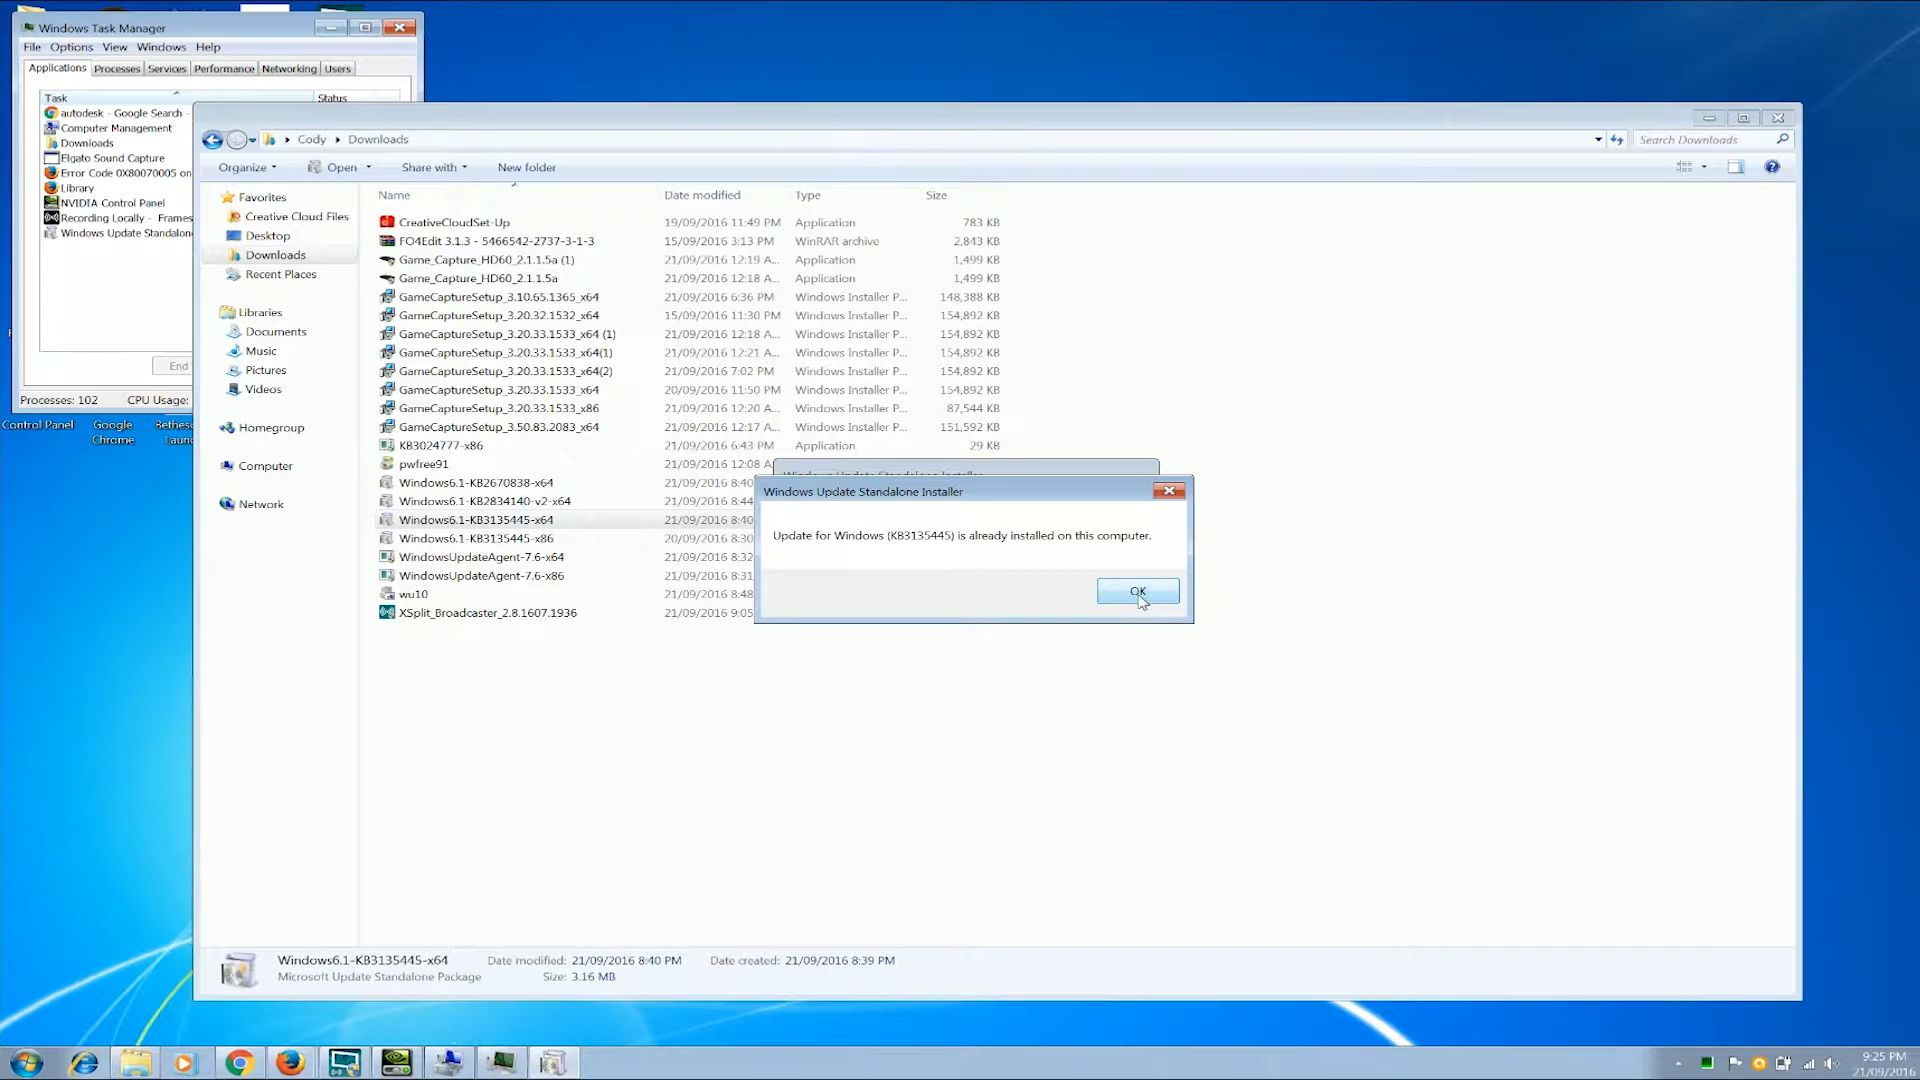 Windows Task Manager
File Options View Windows Help
Applications Processes Services Performance Networking Users
Task Status
autodesk - Google Search -
Computer Management
Downloads
Elgato Sound Capture
Error Code 0X80070005 on
Library
NVIDIA Control Panel
Recording Locally - Frames
Windows Update Standalon
End
Processes: 102 CPU Usage:
Control Panel
Google
Chrome
Bethes
Laun
Cody Downloads
Search Downloads
Organize Open Share with New folder
Favorites
Creative Cloud Files
Desktop
Downloads
Recent Places
Libraries
Documents
Music
Pictures
Videos
Homegroup
Computer
Network
Name Date modified Type Size
CreativeCloudSet-Up 19/09/2016 11:49 PM Application 783 KB
FO4Edit 3.1.3 - 5466542-2737-3-1-3 15/09/2016 3:13 PM WinRAR archive 2,843 KB
Game_Capture_HD60_2.1.1.5a (1) 21/09/2016 12:19 A... Application 1,499 KB
Game_Capture_HD60_2.1.1.5a 21/09/2016 12:18 A... Application 1,499 KB
GameCaptureSetup_3.10.65.1365_x64 21/09/2016 6:36 PM Windows Installer P... 148,388 KB
GameCaptureSetup_3.20.32.1532_x64 15/09/2016 11:30 PM Windows Installer P... 154,892 KB
GameCaptureSetup_3.20.33.1533_x64 (1) 21/09/2016 12:18 A... Windows Installer P... 154,892 KB
GameCaptureSetup_3.20.33.1533_x64(1) 21/09/2016 12:21 A... Windows Installer P... 154,892 KB
GameCaptureSetup_3.20.33.1533_x64(2) 21/09/2016 7:02 PM Windows Installer P... 154,892 KB
GameCaptureSetup_3.20.33.1533_x64 20/09/2016 11:50 PM Windows Installer P... 154,892 KB
GameCaptureSetup_3.20.33.1533_x86 21/09/2016 12:20 A... Windows Installer P... 87,544 KB
GameCaptureSetup_3.50.83.2083_x64 21/09/2016 12:17 A... Windows Installer P... 151,592 KB
KB3024777-x86 21/09/2016 6:43 PM Application 29 KB
pwfree91 21/09/2016 12:08 A
Windows6.1-KB2670838-x64 21/09/2016 8:40
Windows6.1-KB2834140-v2-x64 21/09/2016 8:44
Windows6.1-KB3135445-x64 21/09/2016 8:40
Windows6.1-KB3135445-x86 20/09/2016 8:30
WindowsUpdateAgent-7.6-x64 21/09/2016 8:32
WindowsUpdateAgent-7.6-x86 21/09/2016 8:31
wu10 21/09/2016 8:48
XSplit_Broadcaster_2.8.1607.1936 21/09/2016 9:05
Windows Update Standalone Installer
Update for Windows (KB3135445) is already installed on this computer.
OK
Windows6.1-KB3135445-x64 Date modified: 21/09/2016 8:40 PM Date created: 21/09/2016 8:39 PM
Microsoft Update Standalone Package Size: 3.16 MB
9:25 PM
21/09/2016